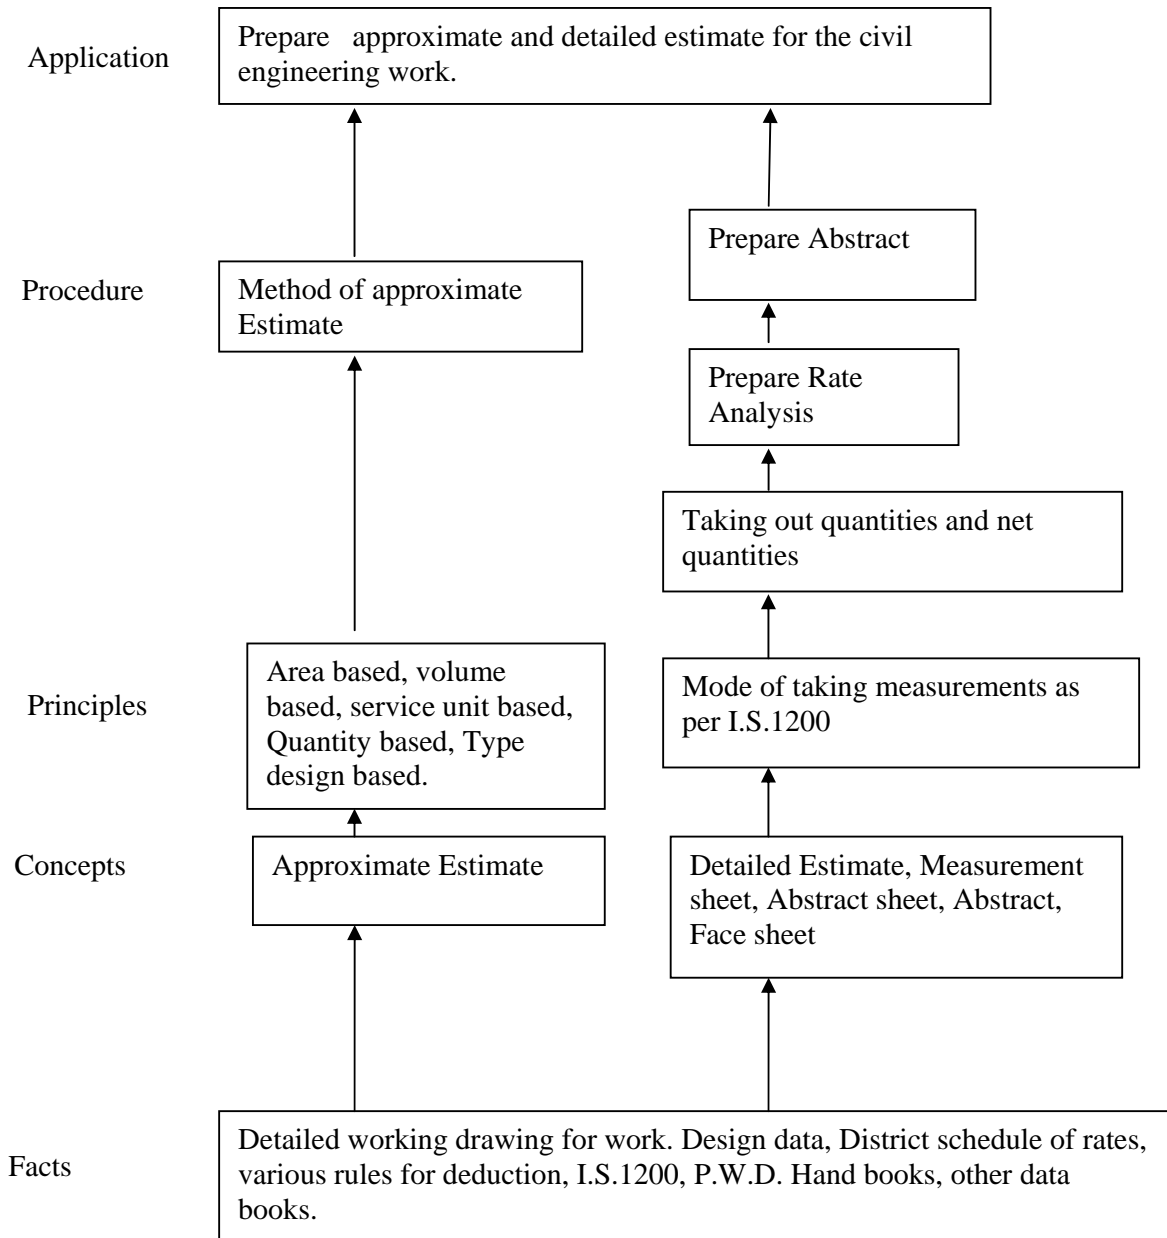 Application
Prepare   approximate and detailed estimate for the civil
engineering work.
Prepare Abstract
Procedure
Method of approximate
Estimate
Prepare Rate
Analysis
Taking out quantities and net
quantities
Principles
Area based, volume
based, service unit based,
Quantity based, Type
design based.
Mode of taking measurements as
per I.S.1200
Concepts
Approximate Estimate
Detailed Estimate, Measurement
sheet, Abstract sheet, Abstract,
Face sheet
Facts
Detailed working drawing for work. Design data, District schedule of rates,
various rules for deduction, I.S.1200, P.W.D. Hand books, other data
books.